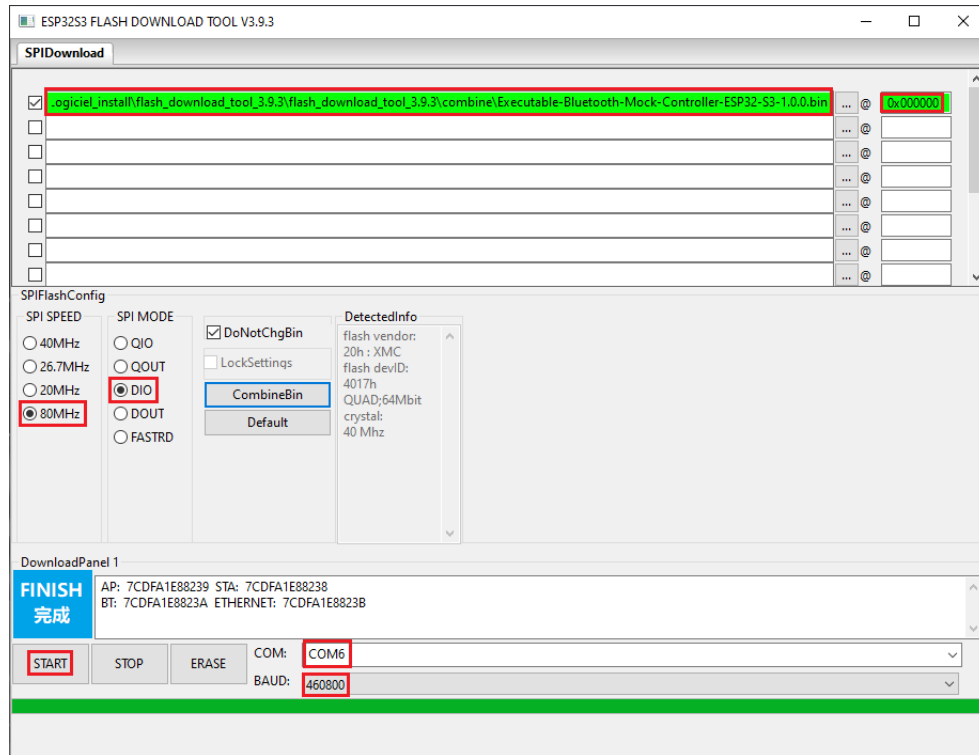 ESP32S3 FLASH DOWNLOAD TOOL V3.9.3
SPIDownload
.ogiciel_install\flash_download_tool_3.9.3\flash_download_tool_3.9.3\combine\Executable-Bluetooth-Mock-Controller-ESP32-S3-1.0.0.bin ... @ 0x000000
... @
... @
... @
... @
... @
... @
... @
SPIFlashConfig
SPI SPEED
40MHz
26.7MHz
20MHz
80MHz
SPI MODE
QIO
QOUT
DIO
DOUT
FASTRD
DoNotChgBin
LockSettings
CombineBin
Default
DetectedInfo
flash vendor:
20h : XMC
flash devID:
4017h
QUAD;64Mbit
crystal:
40 Mhz
DownloadPanel 1
FINISH
完成
AP: 7CDFA1E88239 STA: 7CDFA1E88238
BT: 7CDFA1E8823A ETHERNET: 7CDFA1E8823B
START
STOP
ERASE
COM: COM6
BAUD: 460800